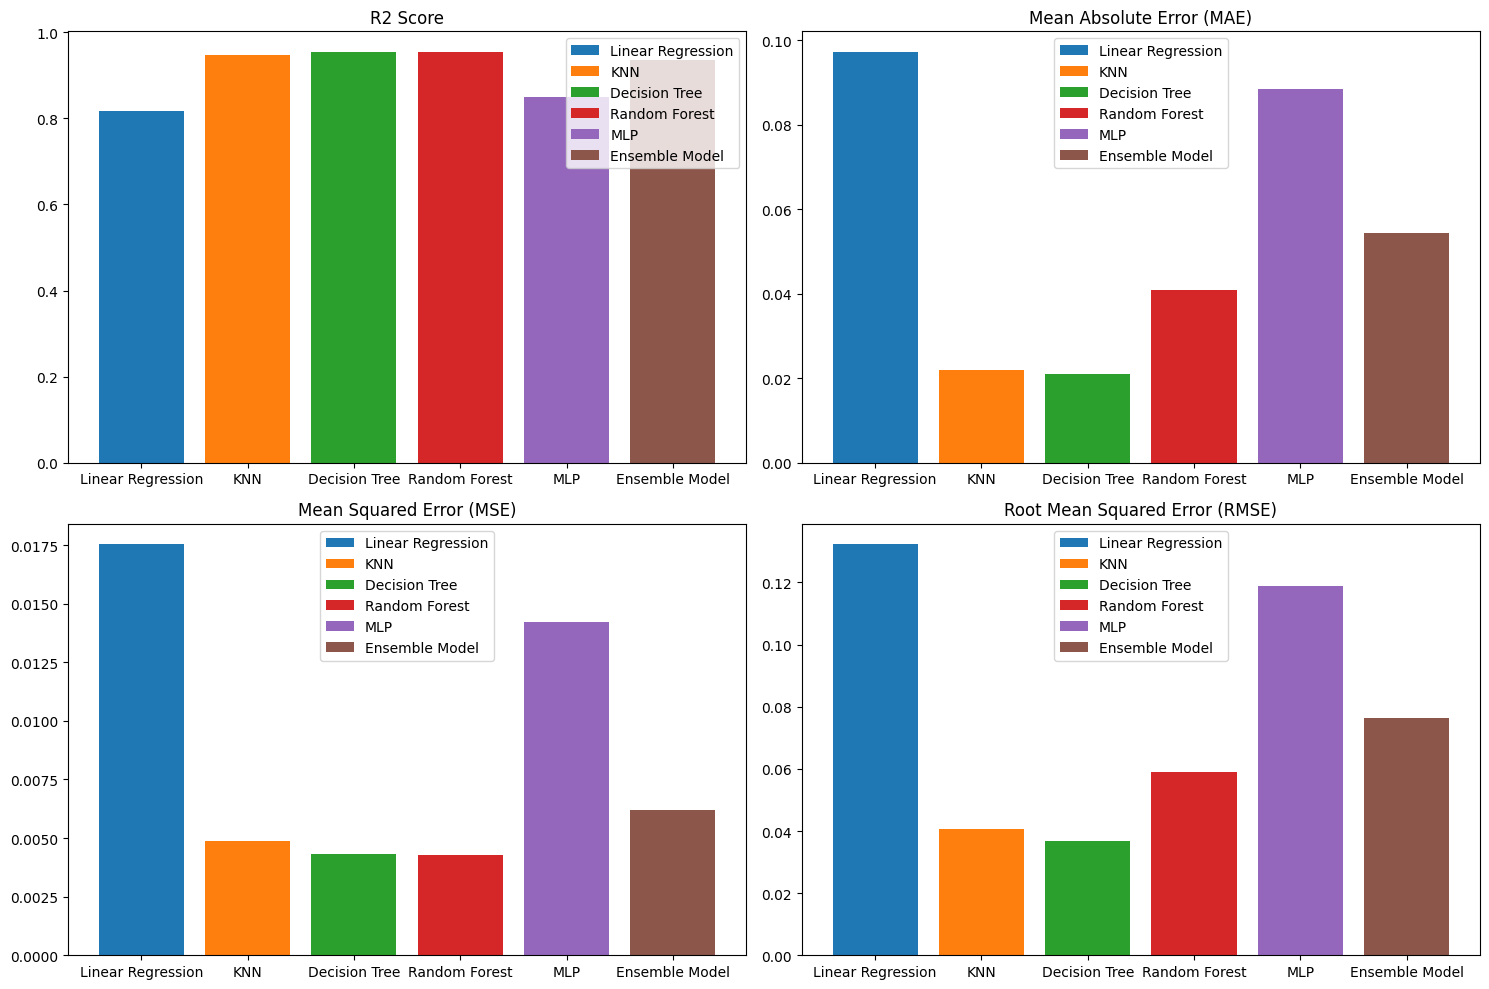 R2 Score
1.0
0.8
0.6
0.4
0.2
0.0
Linear Regression
KNN
Decision Tree
Random Forest
MLP
Ensemble Model
Linear Regression KNN Decision Tree Random Forest MLP Ensemble Model
Mean Absolute Error (MAE)
0.10
0.08
0.06
0.04
0.02
0.00
Linear Regression
KNN
Decision Tree
Random Forest
MLP
Ensemble Model
Linear Regression KNN Decision Tree Random Forest MLP Ensemble Model
Mean Squared Error (MSE)
0.0175
0.0150
0.0125
0.0100
0.0075
0.0050
0.0025
0.0000
Linear Regression
KNN
Decision Tree
Random Forest
MLP
Ensemble Model
Linear Regression KNN Decision Tree Random Forest MLP Ensemble Model
Root Mean Squared Error (RMSE)
0.12
0.10
0.08
0.06
0.04
0.02
0.00
Linear Regression
KNN
Decision Tree
Random Forest
MLP
Ensemble Model
Linear Regression KNN Decision Tree Random Forest MLP Ensemble Model